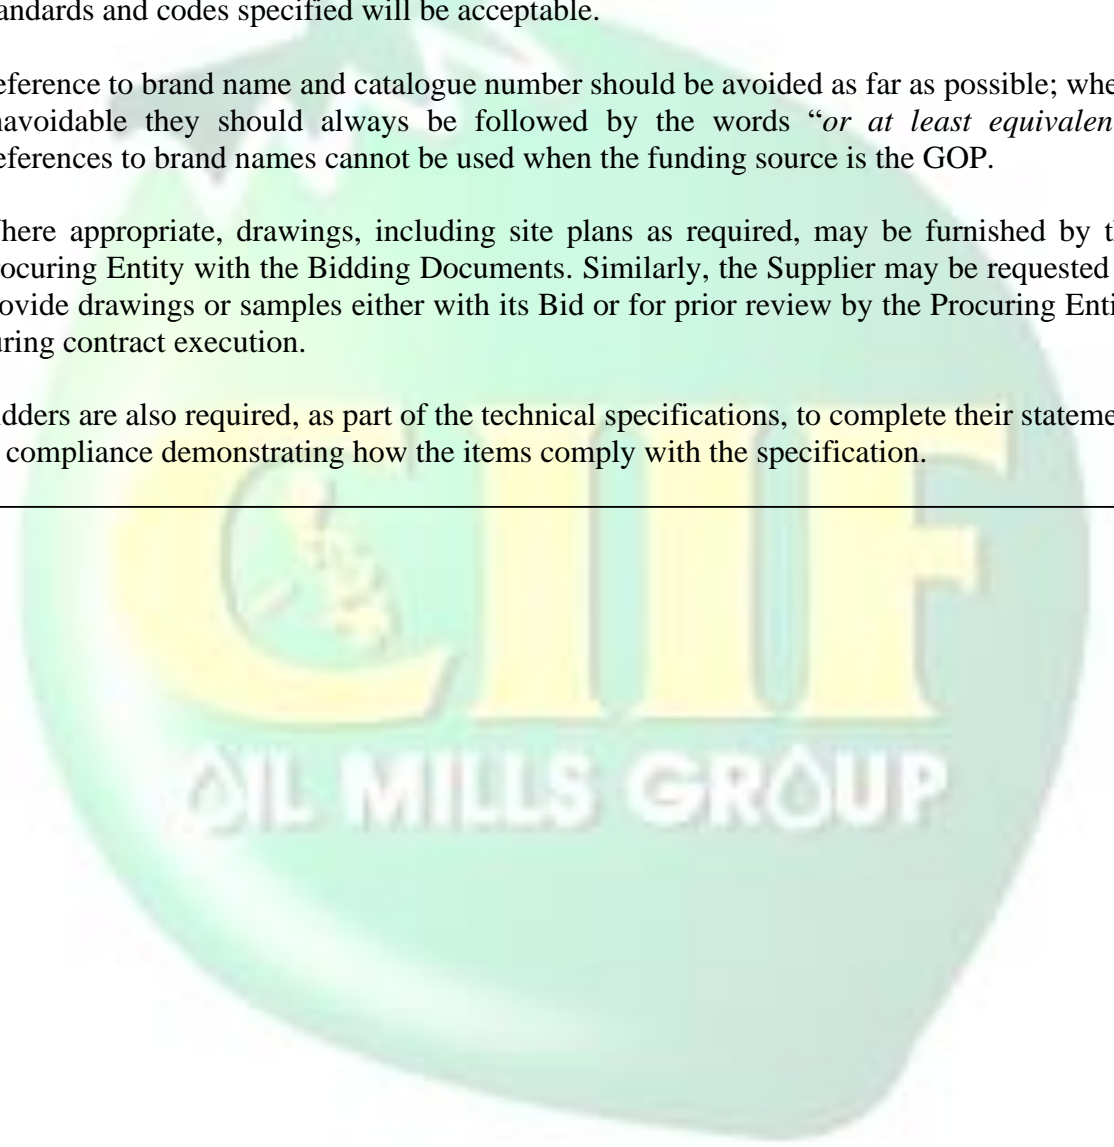 andards and codes specified will be acceptable.
eference to brand name and catalogue number should be avoided as far as possible; whe
navoidable they should always be followed by the words “or at least equivalen
eferences to brand names cannot be used when the funding source is the GOP.
here appropriate, drawings, including site plans as required, may be furnished by th
rocuring Entity with the Bidding Documents. Similarly, the Supplier may be requested
ovide drawings or samples either with its Bid or for prior review by the Procuring Enti
uring contract execution.
idders are also required, as part of the technical specifications, to complete their stateme
compliance demonstrating how the items comply with the specification.
CIIF
OIL MILLS GROUP